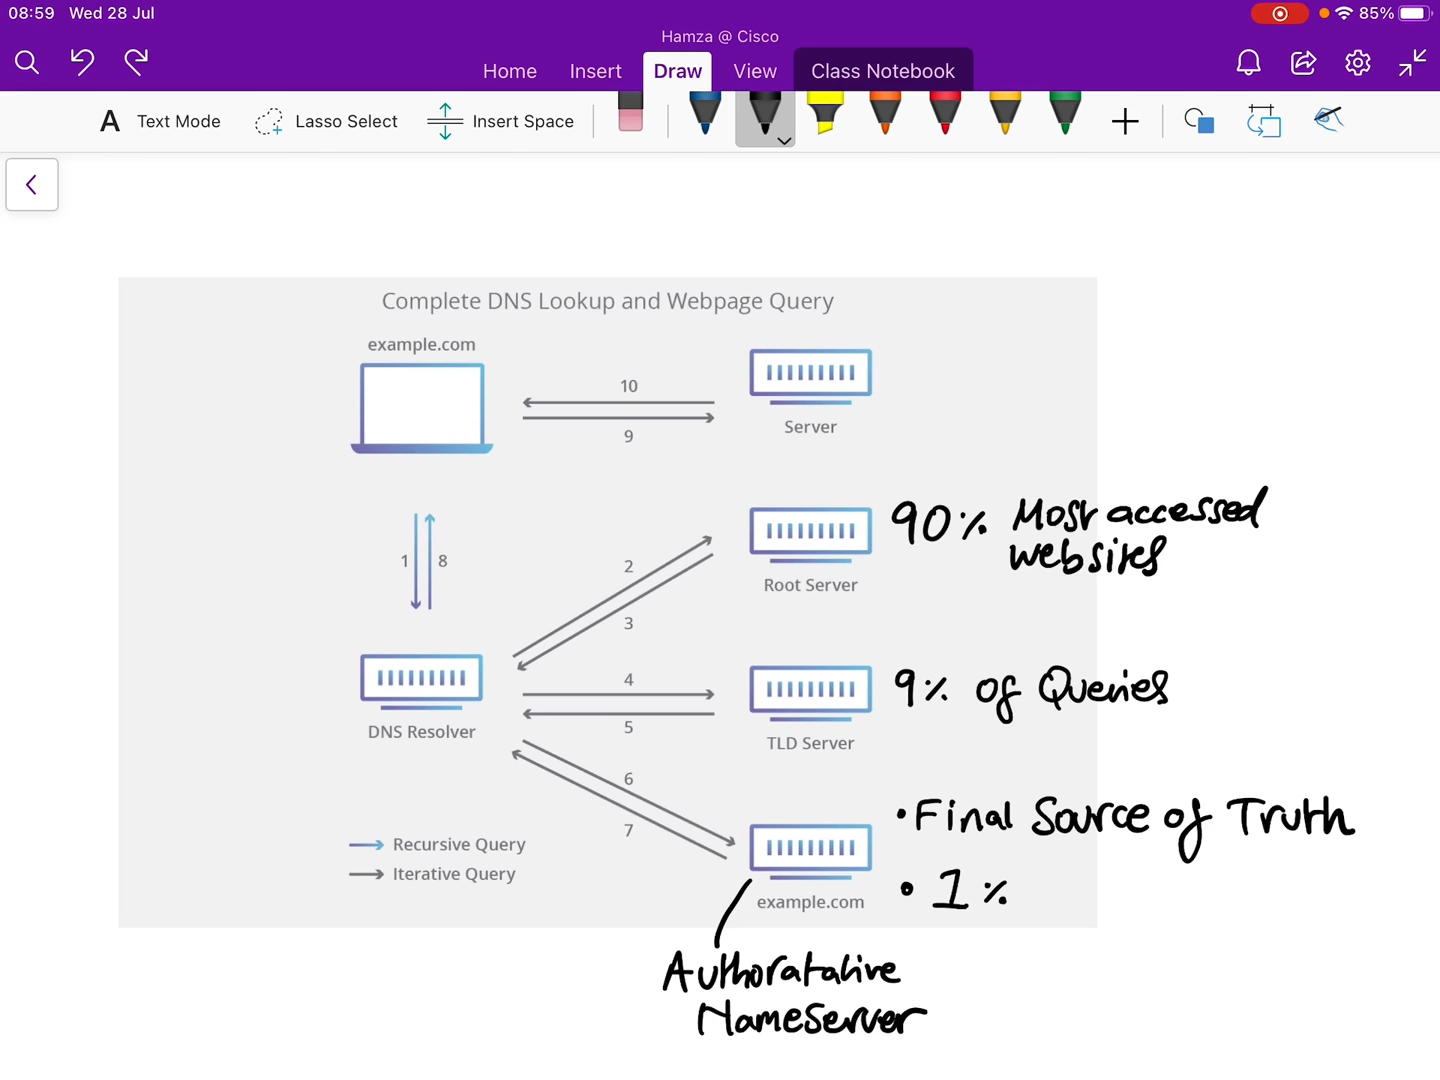 08:59 Wed 28 Jul
85%
Hamza @ Cisco
Home Insert Draw View Class Notebook
A Text Mode Lasso Select Insert Space
Complete DNS Lookup and Webpage Query
example.com
10
9
Server
1 8
2
3
Root Server
90% Most accessed
websites
DNS Resolver
4
5
TLD Server
9% of Queries
6
7
Recursive Query
Iterative Query
example.com
• Final Source of Truth
• 1%
Authoratative
Nameserver